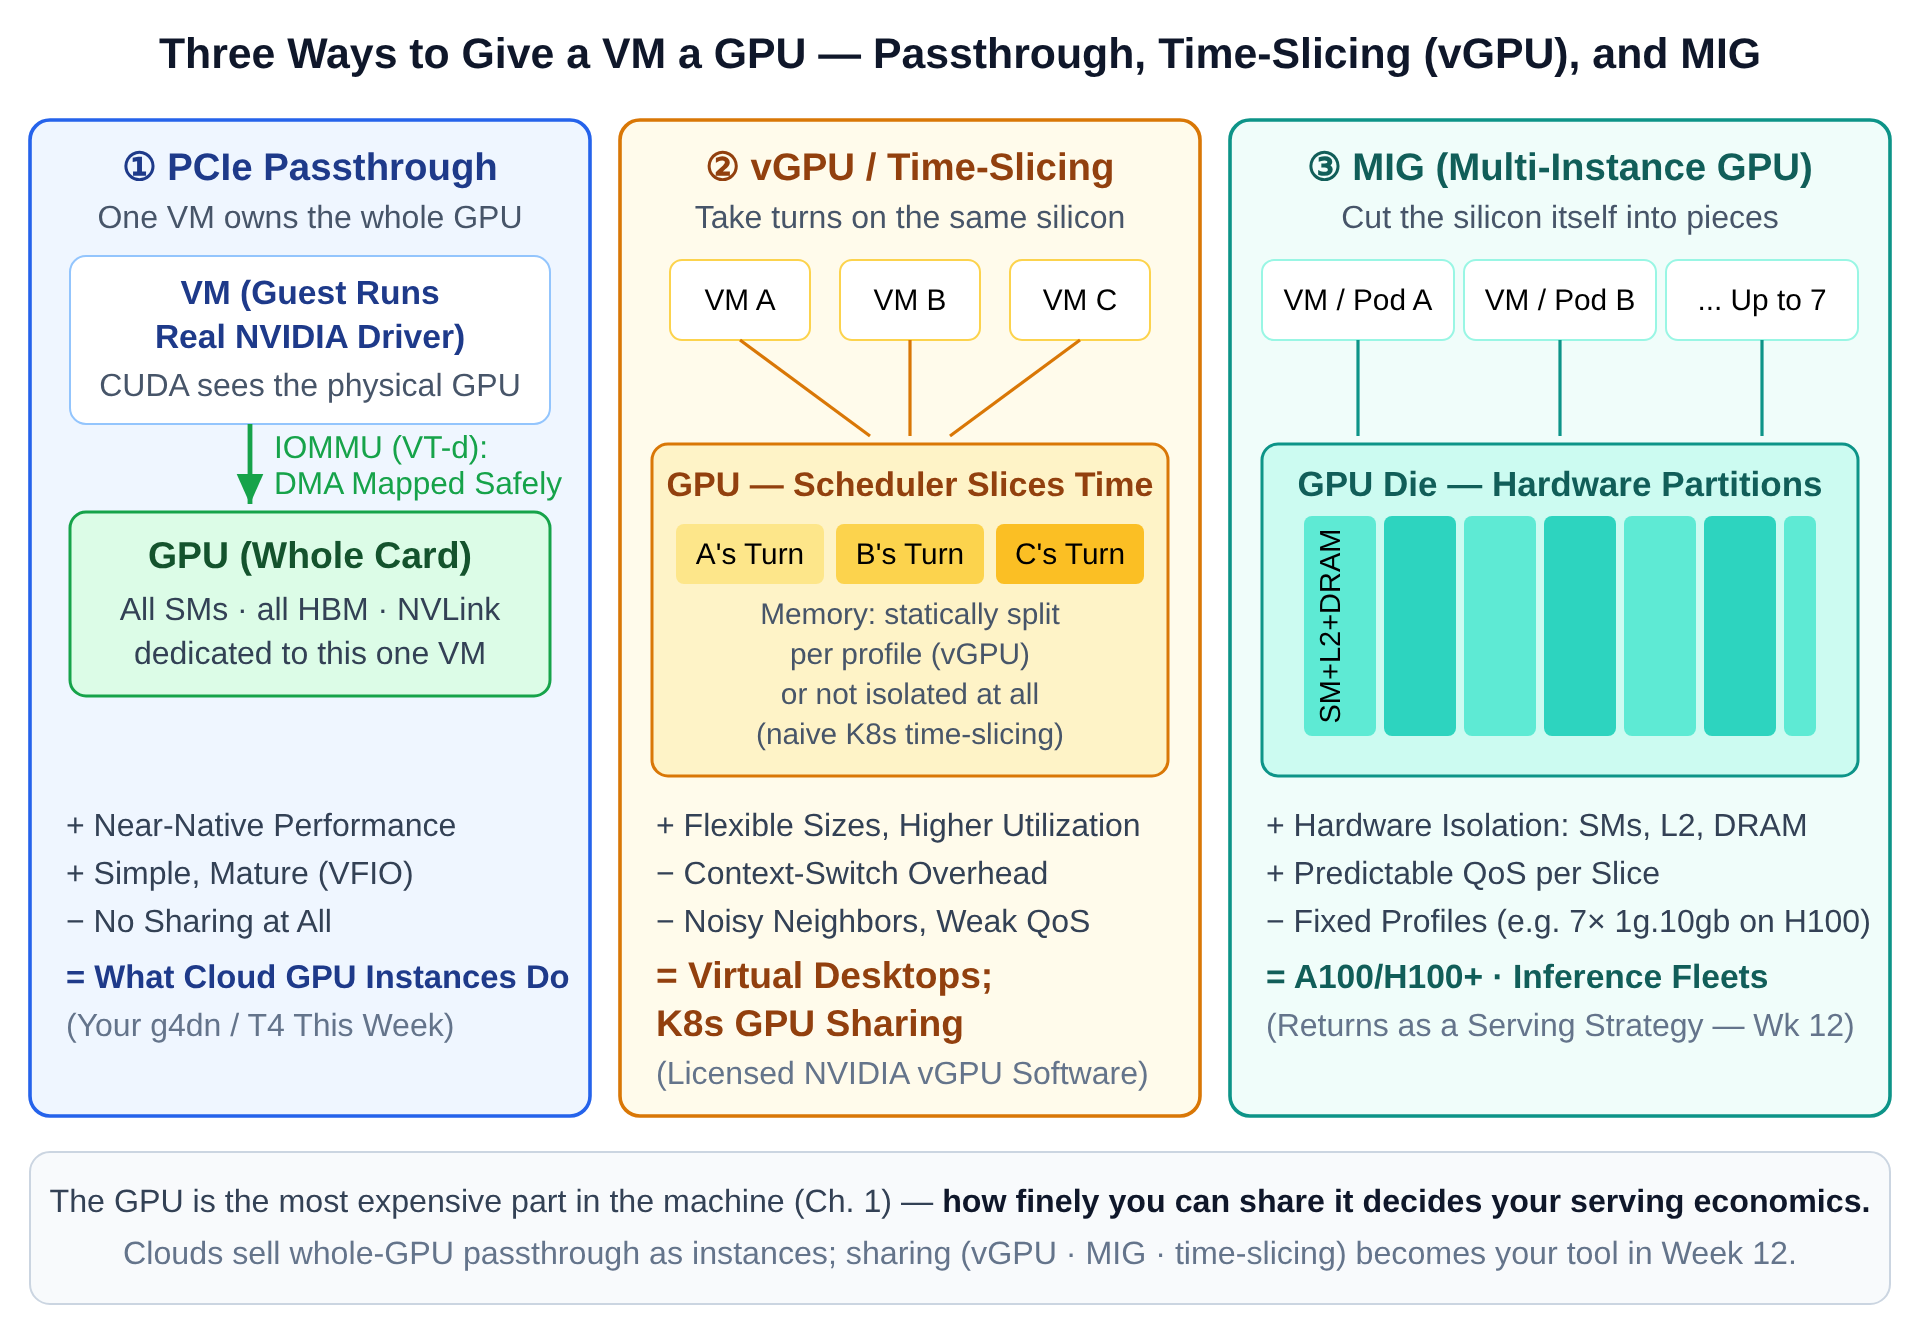 Three Ways to Give a VM a GPU — Passthrough, Time-Slicing (vGPU), and MIG
① PCIe Passthrough
One VM owns the whole GPU
VM (Guest Runs
Real NVIDIA Driver)
CUDA sees the physical GPU
IOMMU (VT-d):
DMA Mapped Safely
GPU (Whole Card)
All SMs · all HBM · NVLink
dedicated to this one VM
+ Near-Native Performance
+ Simple, Mature (VFIO)
− No Sharing at All
= What Cloud GPU Instances Do
(Your g4dn / T4 This Week)
② vGPU / Time-Slicing
Take turns on the same silicon
VM A
VM B
VM C
GPU — Scheduler Slices Time
A's Turn
B's Turn
C's Turn
Memory: statically split
per profile (vGPU)
or not isolated at all
(naive K8s time-slicing)
+ Flexible Sizes, Higher Utilization
− Context-Switch Overhead
− Noisy Neighbors, Weak QoS
= Virtual Desktops;
K8s GPU Sharing
(Licensed NVIDIA vGPU Software)
③ MIG (Multi-Instance GPU)
Cut the silicon itself into pieces
VM / Pod A
VM / Pod B
... Up to 7
GPU Die — Hardware Partitions
SM+L2+DRAM
+ Hardware Isolation: SMs, L2, DRAM
+ Predictable QoS per Slice
− Fixed Profiles (e.g. 7× 1g.10gb on H100)
= A100/H100+ · Inference Fleets
(Returns as a Serving Strategy — Wk 12)
The GPU is the most expensive part in the machine (Ch. 1) — how finely you can share it decides your serving economics.
Clouds sell whole-GPU passthrough as instances; sharing (vGPU · MIG · time-slicing) becomes your tool in Week 12.